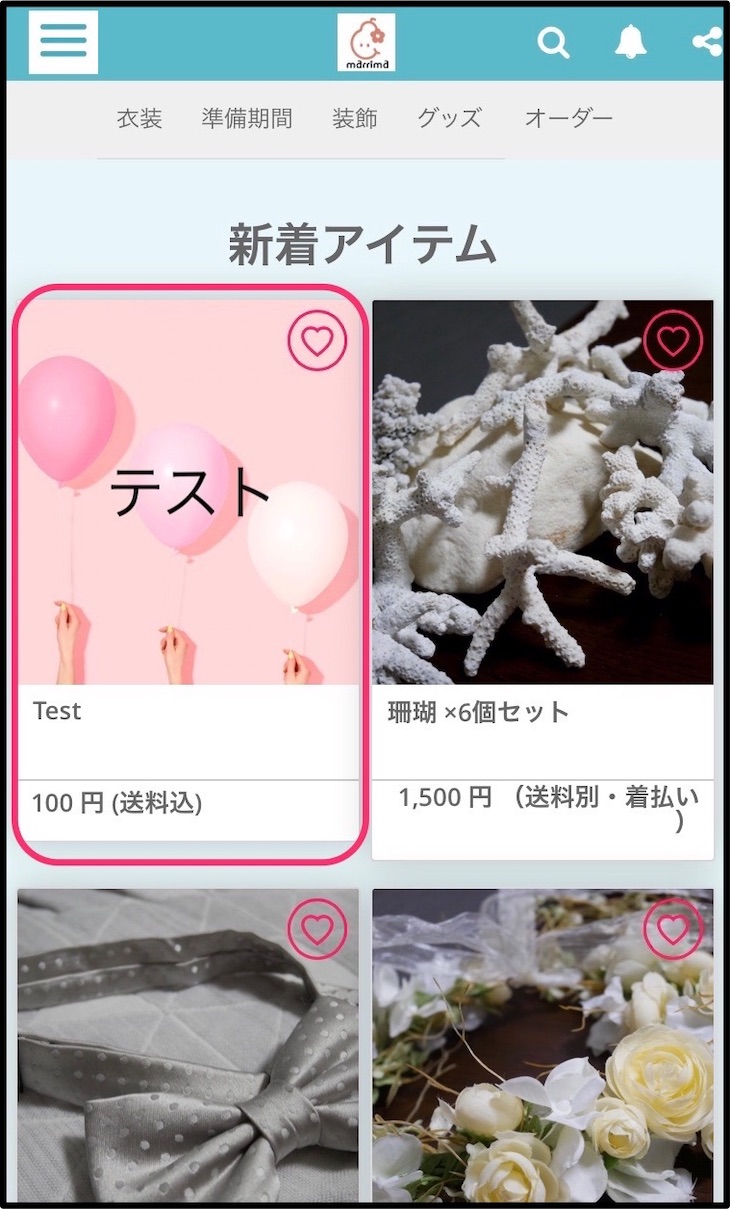 marrima
衣装 準備期間 装飾 グッズ オーダー
新着アイテム
テスト
Test
100 円 (送料込)
珊瑚 ×6個セット
1,500 円 （送料別・着払い
）